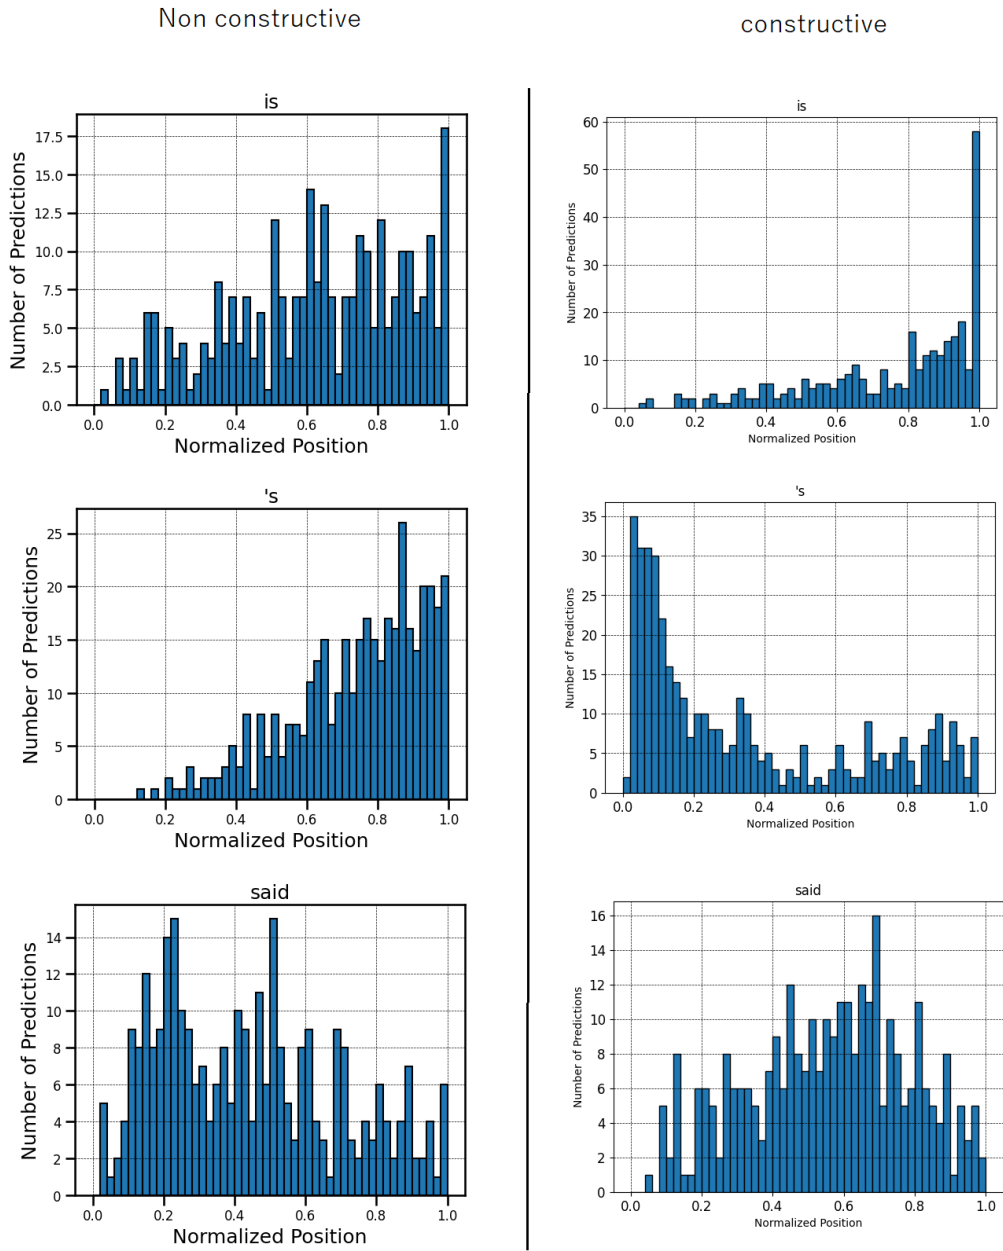 Non constructive
constructive
is
17.5
15.0
12.5
10.0
7.5
5.0
2.5
0.0
Number of Predictions
0.0 0.2 0.4 0.6 0.8 1.0
Normalized Position
is
60
50
40
30
20
10
0
Number of Predictions
0.0 0.2 0.4 0.6 0.8 1.0
Normalized Position
's
25
20
15
10
5
0
Number of Predictions
0.0 0.2 0.4 0.6 0.8 1.0
Normalized Position
's
35
30
25
20
15
10
5
0
Number of Predictions
0.0 0.2 0.4 0.6 0.8 1.0
Normalized Position
said
14
12
10
8
6
4
2
0
Number of Predictions
0.0 0.2 0.4 0.6 0.8 1.0
Normalized Position
said
16
14
12
10
8
6
4
2
0
Number of Predictions
0.0 0.2 0.4 0.6 0.8 1.0
Normalized Position